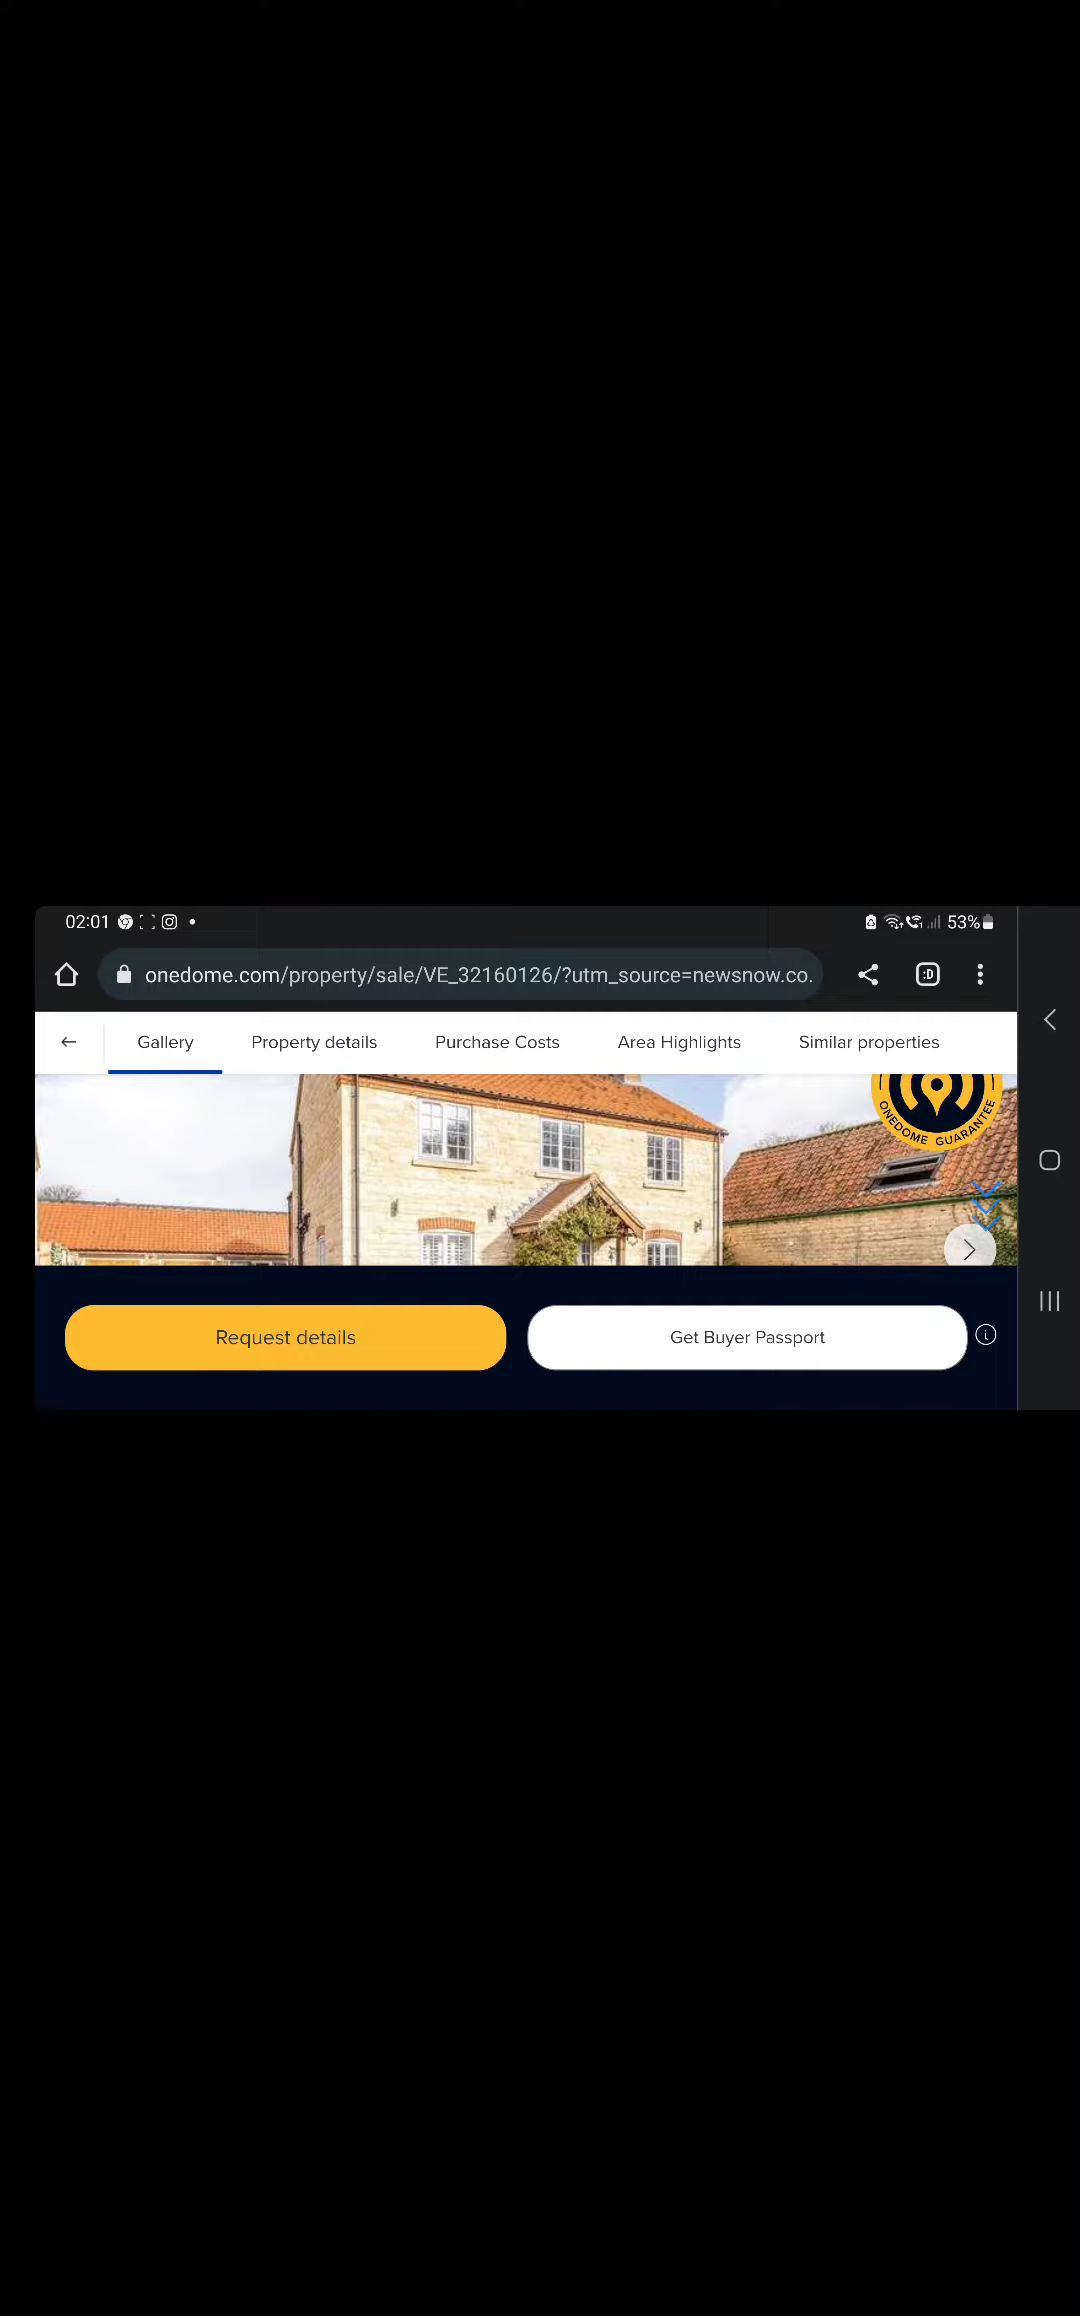 02:01
53%
onedome.com/property/sale/VE_32160126/?utm_source=newsnow.co.
:D
Gallery
Property details
Purchase Costs
Area Highlights
Similar properties
ONEDOME GUARANTEE
Request details
Get Buyer Passport